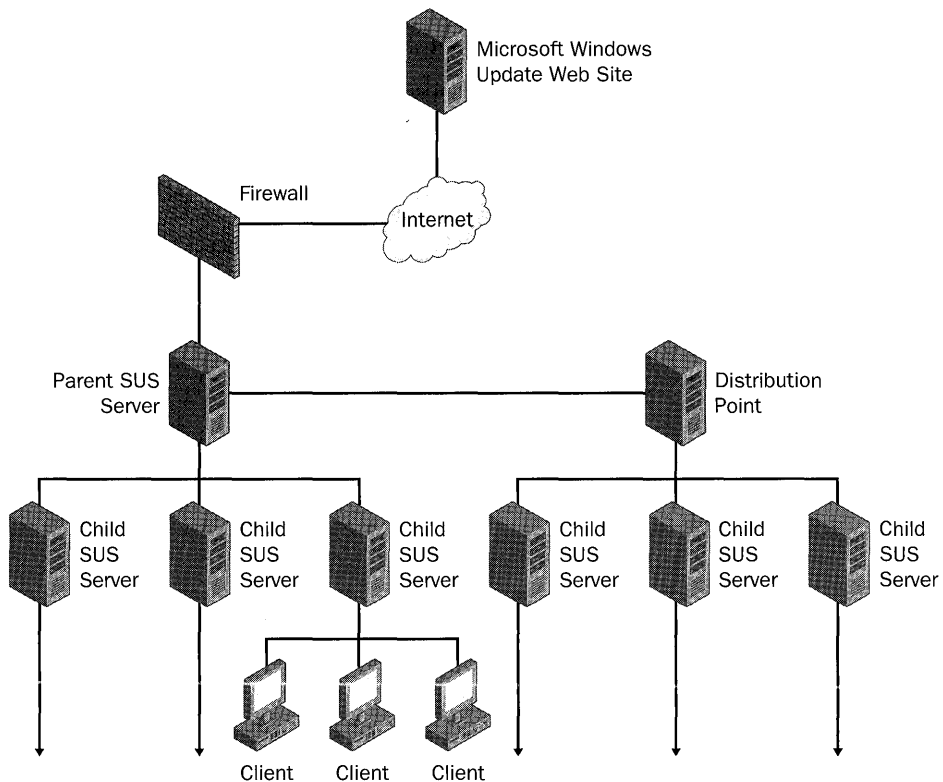 Microsoft Windows
Update Web Site
Firewall
Internet
Parent SUS
Server
Distribution
Point
Child
SUS
Server
Child
SUS
Server
Child
SUS
Server
Child
SUS
Server
Child
SUS
Server
Child
SUS
Server
Client
Client
Client